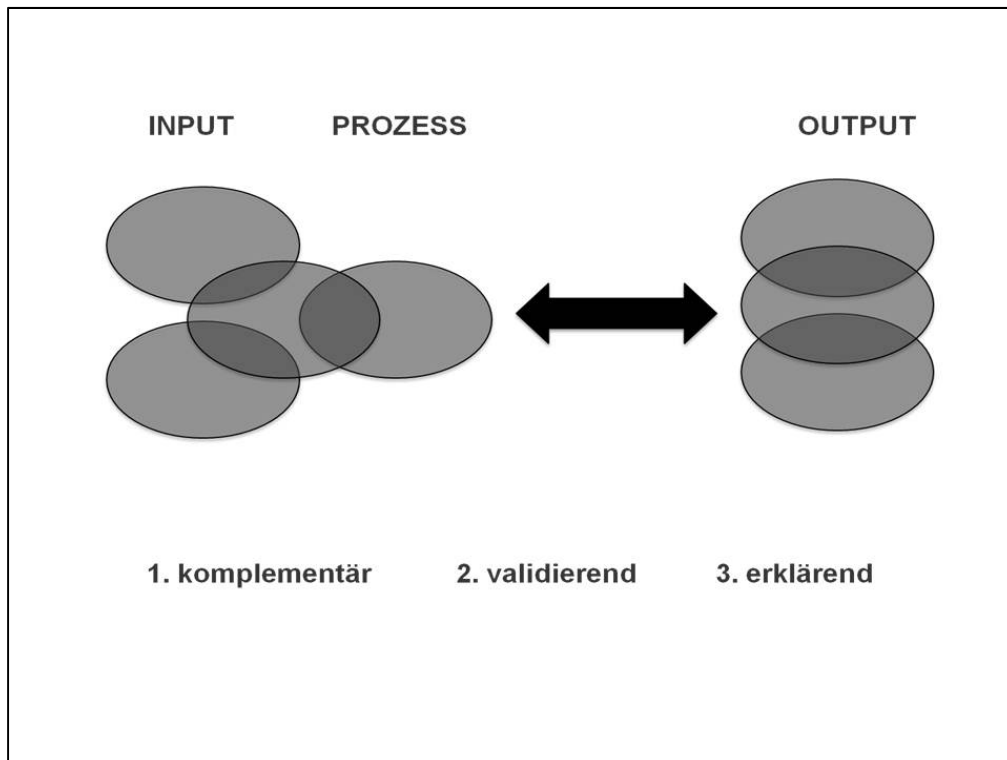 INPUT PROZESS OUTPUT
1. komplementär 2. validierend 3. erklärend